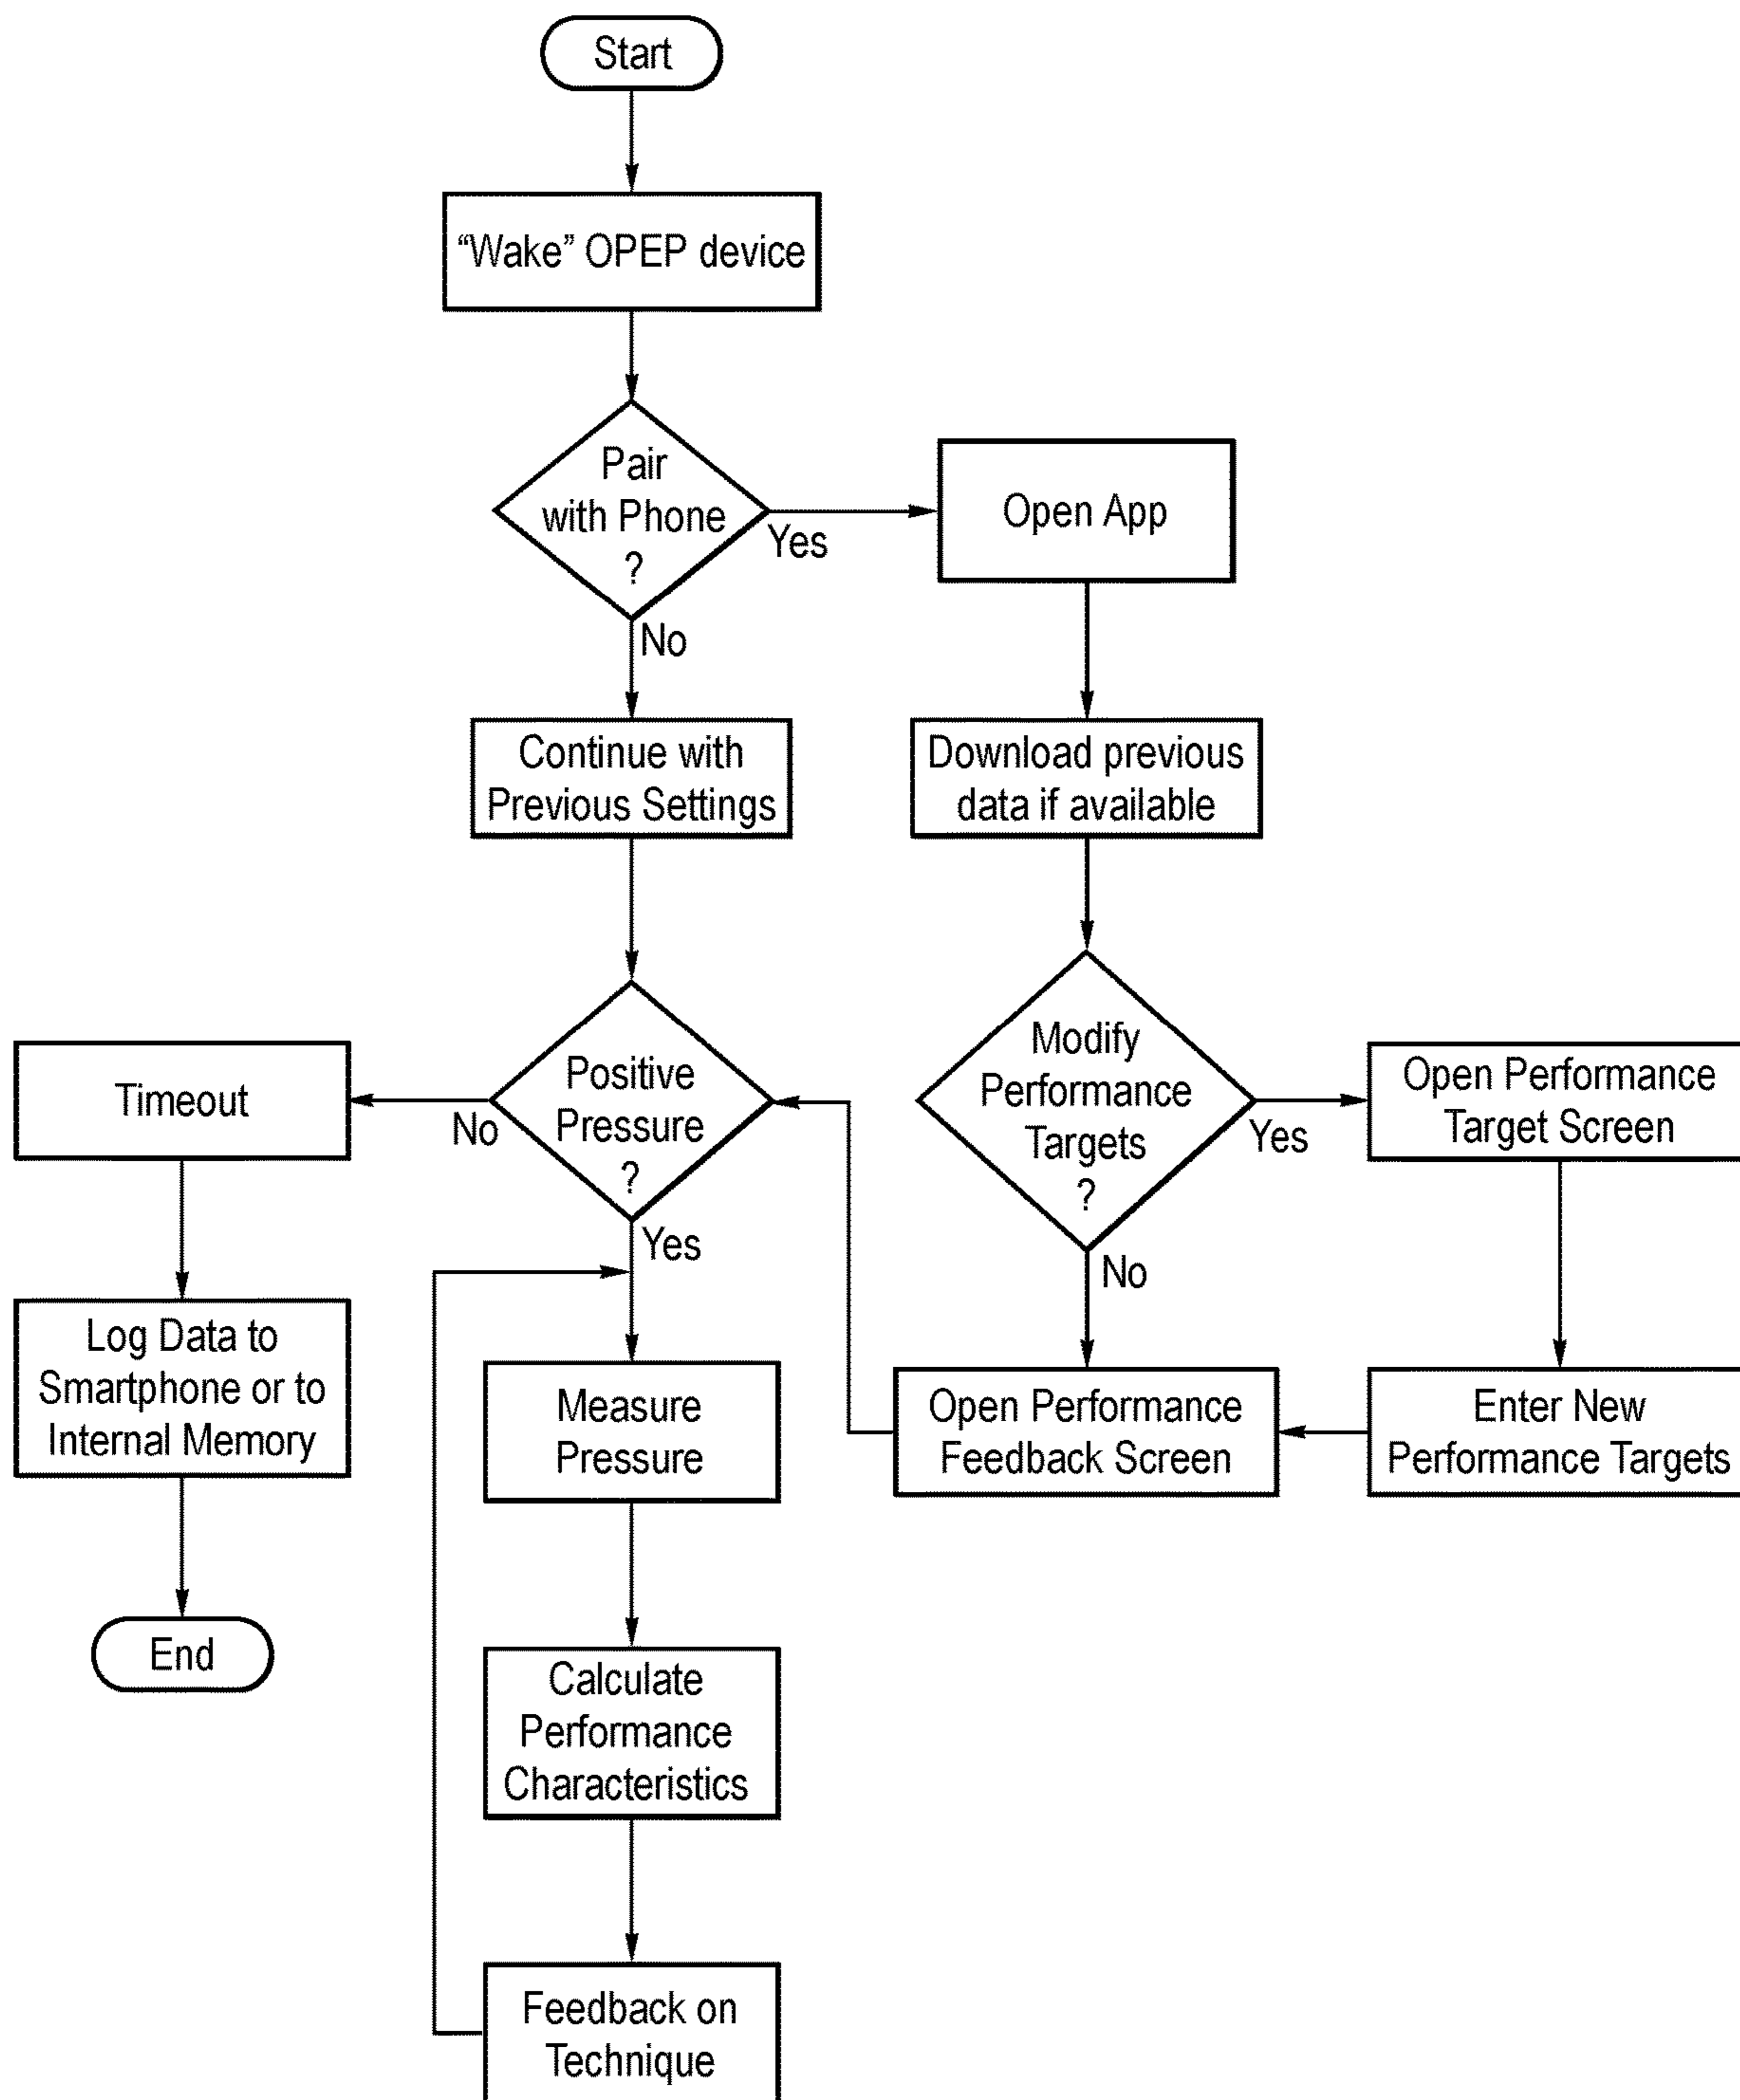 Start
“Wake” OPEP device
Pair
with Phone
?
Yes
No
Open App
Continue with
Previous Settings
Download previous
data if available
Positive
Pressure
?
No
Yes
Timeout
Log Data to
Smartphone or to
Internal Memory
End
Modify
Performance
Targets
?
Yes
No
Open Performance
Target Screen
Enter New
Performance Targets
Open Performance
Feedback Screen
Measure
Pressure
Calculate
Performance
Characteristics
Feedback on
Technique